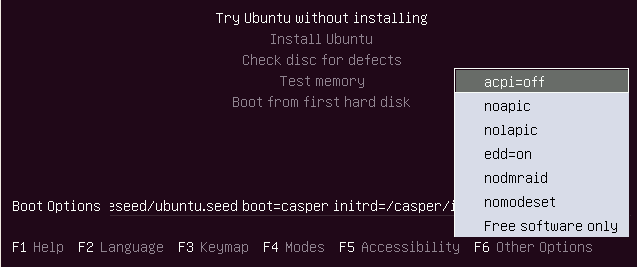 Try Ubuntu without installing
Install Ubuntu
Check disc for defects
Test memory
Boot from first hard disk
acpi=off
noapic
nolapic
edd=on
nodmraid
nomodeset
Free software only
Boot Options eseed/ubuntu.seed boot=casper initrd=/casper/i
F1 Help F2 Language F3 Keymap F4 Modes F5 Accessibility F6 Other Options